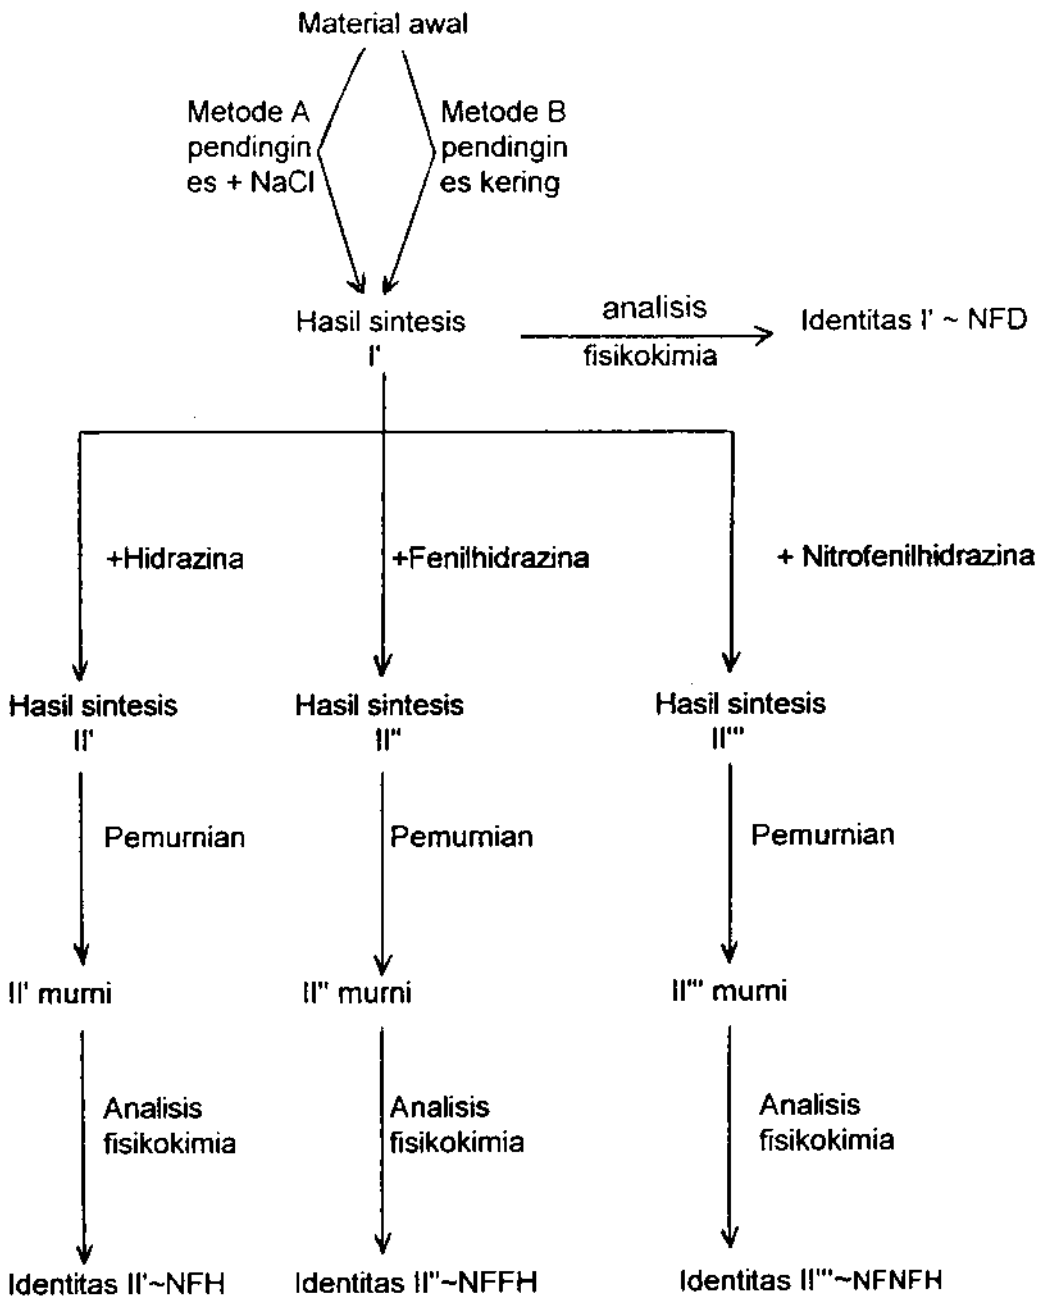 Material awal
Metode A
pendingin
es + NaCl
Metode B
pendingin
es kering
Hasil sintesis
I'
analisis
fisikokimia
Identitas I' ~ NFD
+Hidrazina
+Fenilhidrazina
+ Nitrofenilhidrazina
Hasil sintesis
II'
Hasil sintesis
II''
Hasil sintesis
II'''
Pemurnian
Pemurnian
Pemurnian
II' murni
II'' murni
II''' murni
Analisis
fisikokimia
Analisis
fisikokimia
Analisis
fisikokimia
Identitas II'~NFH
Identitas II''~NFFH
Identitas II'''~NFNFH